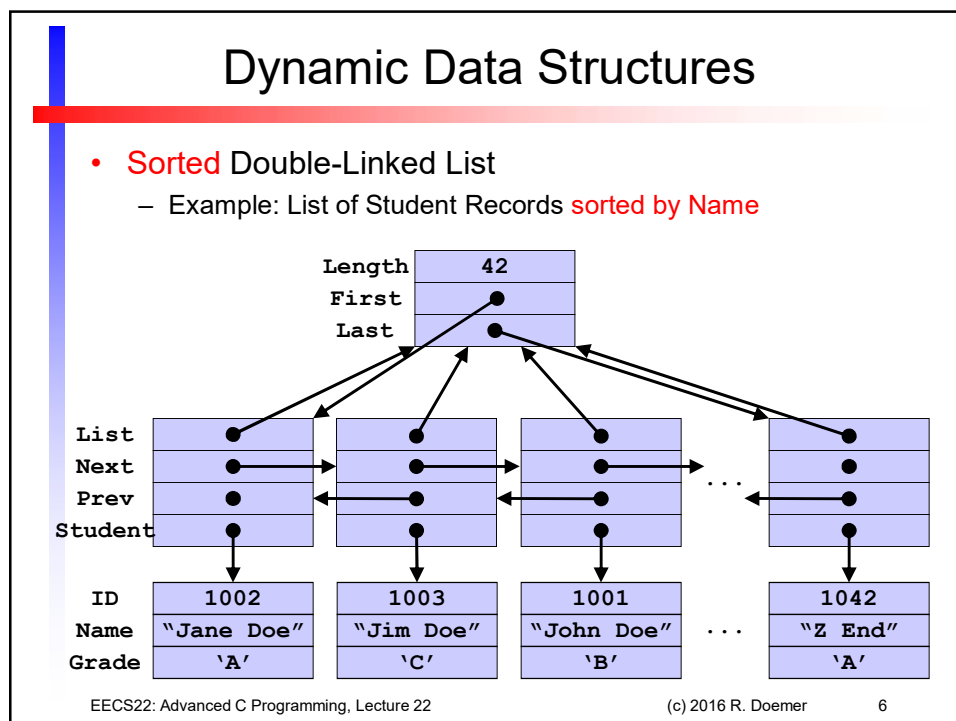 Dynamic Data Structures
• Sorted Double-Linked List
– Example: List of Student Records sorted by Name
Length 42
First
Last
List
Next
...
Prev
Student
ID 1002 1003 1001 1042
Name “Jane Doe” “Jim Doe” “John Doe” ... “Z End”
Grade ‘A’ ‘C’ ‘B’ ‘A’
EECS22: Advanced C Programming, Lecture 22 (c) 2016 R. Doemer 6